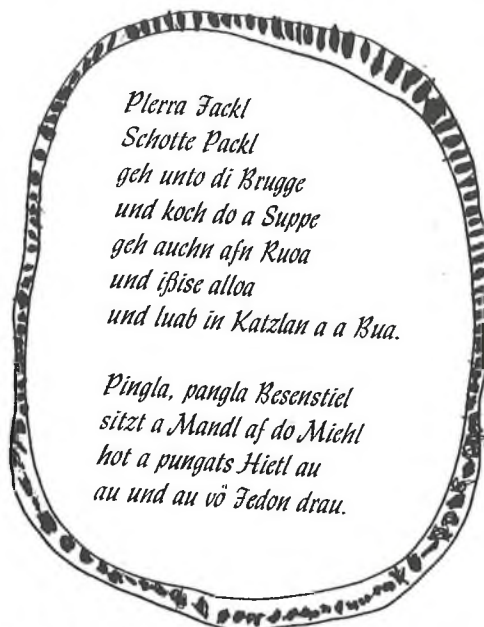 Plerra Fackl
Schotte Packl
geh unto di Brugge
und koch do a Suppe
geh auchn afn Ruoa
und ißise alloa
und luab in Katzlan a a Bua.

Pingla, pangla Besenstiel
sitzt a Mandl af do Miehl
hot a pungats Hietl au
au und au vö Fedon drau.